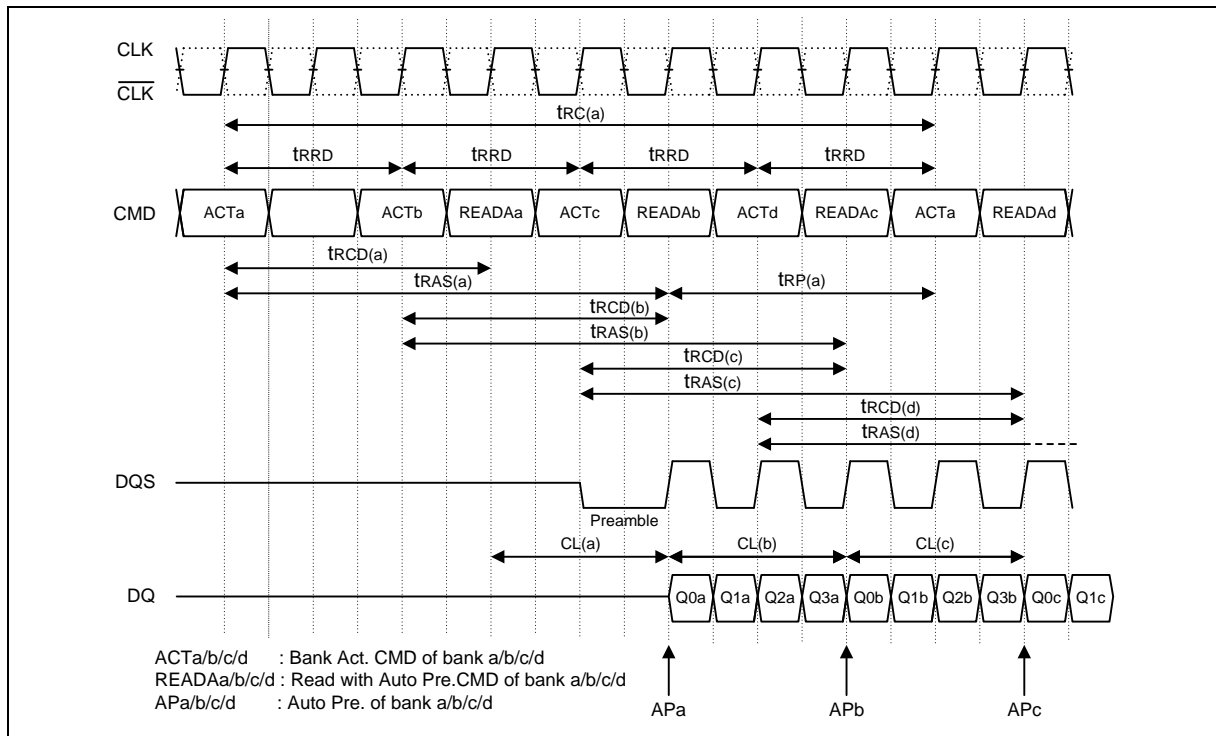 CLK
CLK
tRC(a)
tRRD tRRD tRRD tRRD
CMD ACTa ACTb READAa ACTc READAb ACTd READAc ACTa READAd
tRCD(a)
tRAS(a) tRP(a)
tRCD(b)
tRAS(b)
tRCD(c)
tRAS(c)
tRCD(d)
tRAS(d)
DQS
Preamble
CL(a) CL(b) CL(c)
DQ Q0a Q1a Q2a Q3a Q0b Q1b Q2b Q3b Q0c Q1c
ACTa/b/c/d : Bank Act. CMD of bank a/b/c/d
READAa/b/c/d : Read with Auto Pre.CMD of bank a/b/c/d
APa/b/c/d : Auto Pre. of bank a/b/c/d
APa APb APc